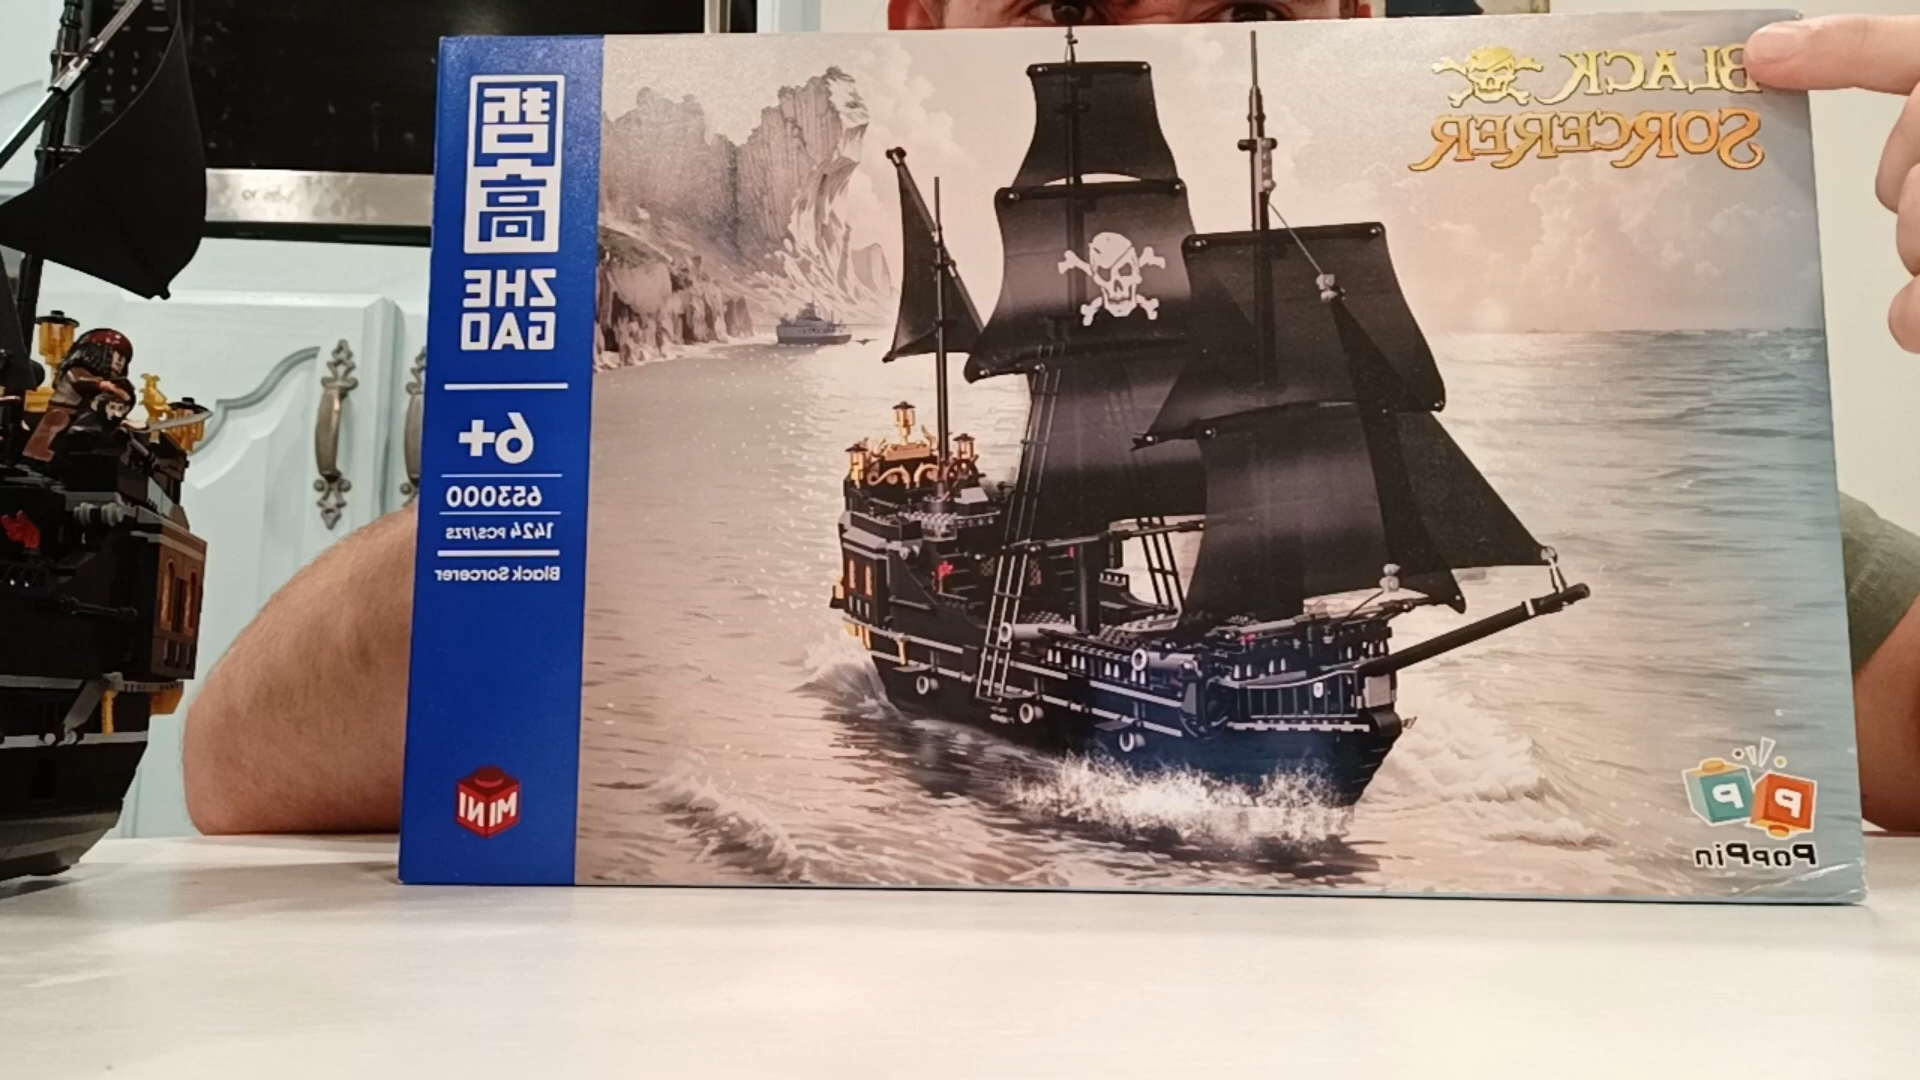 BLACK
SORCERER
哲高
ZHE
GAO
6+
653000
1424 PCS/PZS
Black Sorcerer
MINI
P P
PopPin